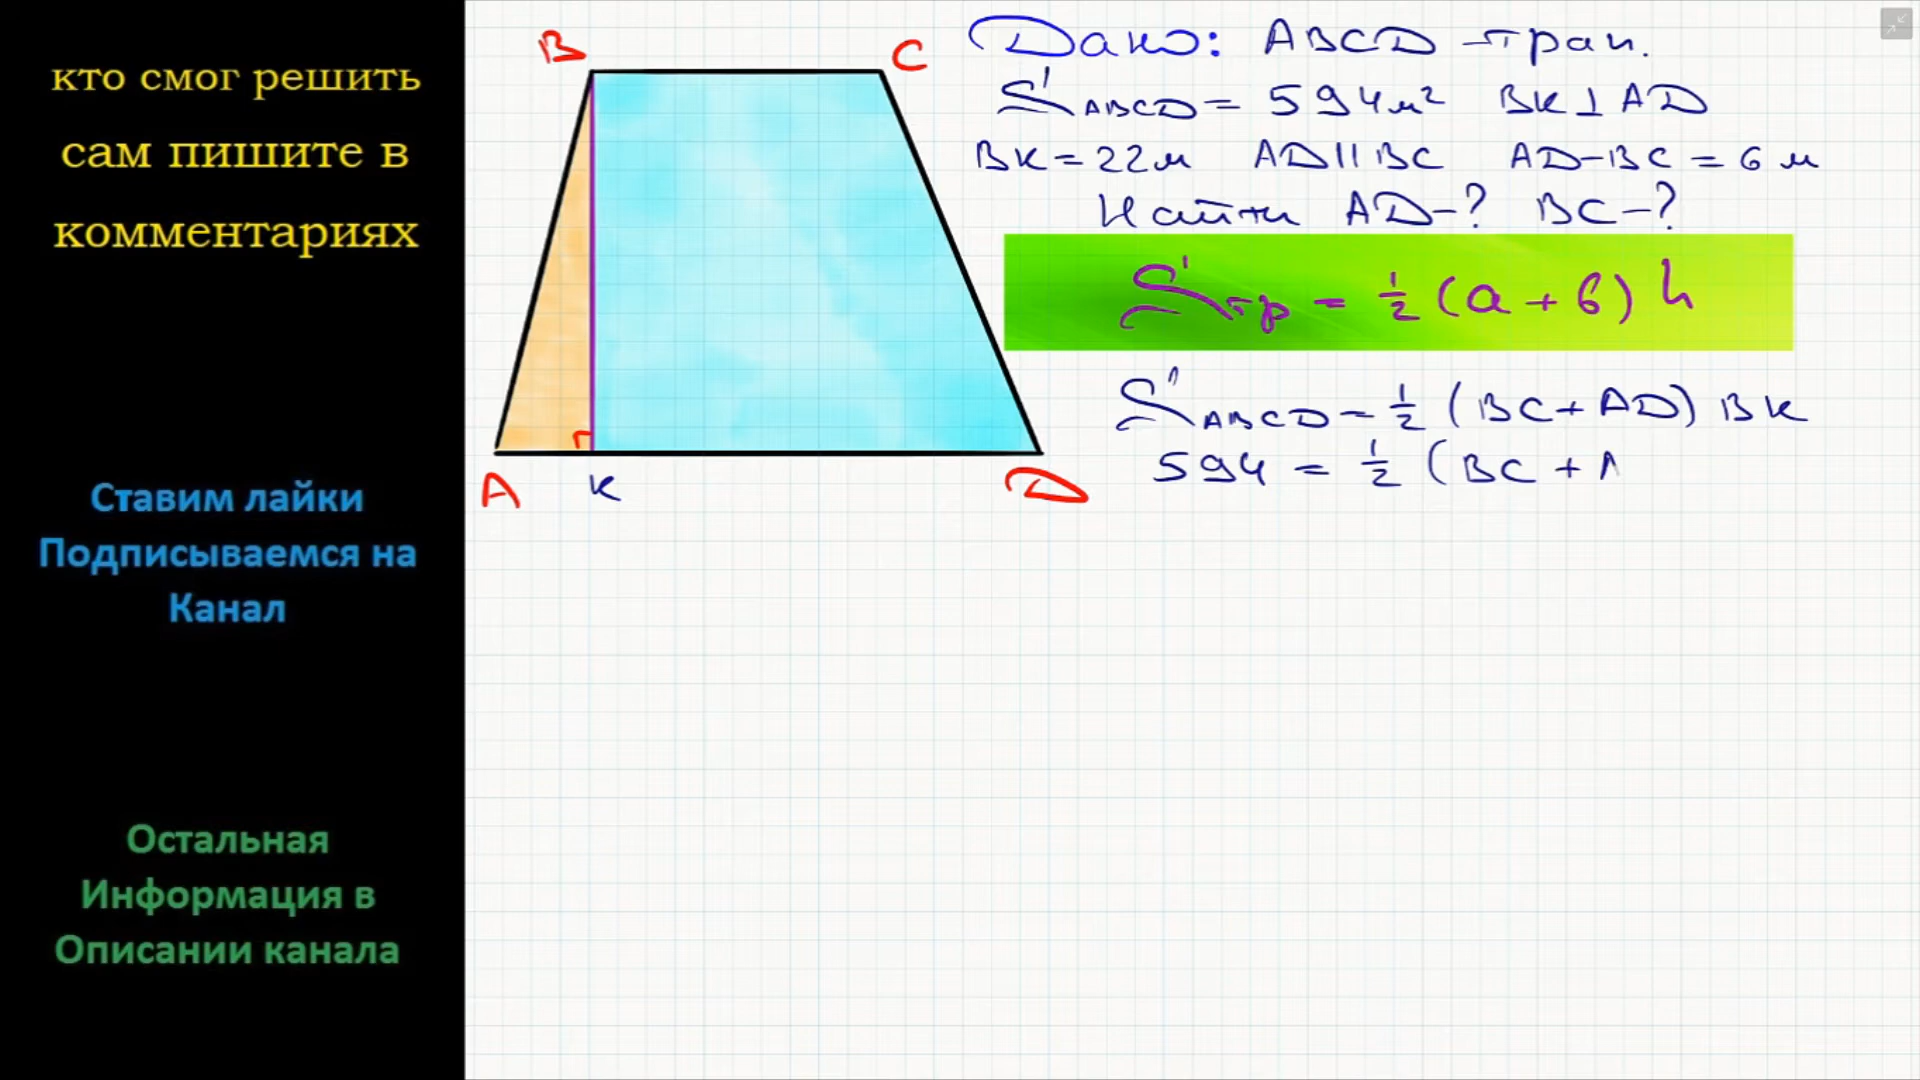 кто смог решить
сам пишите в
комментариях
Ставим лайки
Подписываемся на
Канал
Остальная
Информация в
Описании канала
B
C
A
K
D
Дано: ABCD - трап.
S ABCD = 594 м² BK ⊥ AD
BK = 22 м AD || BC AD - BC = 6 м
Найти AD - ? BC - ?
Sтр = 1/2 (a + b) h
S ABCD = 1/2 (BC + AD) BK
594 = 1/2 (BC + A